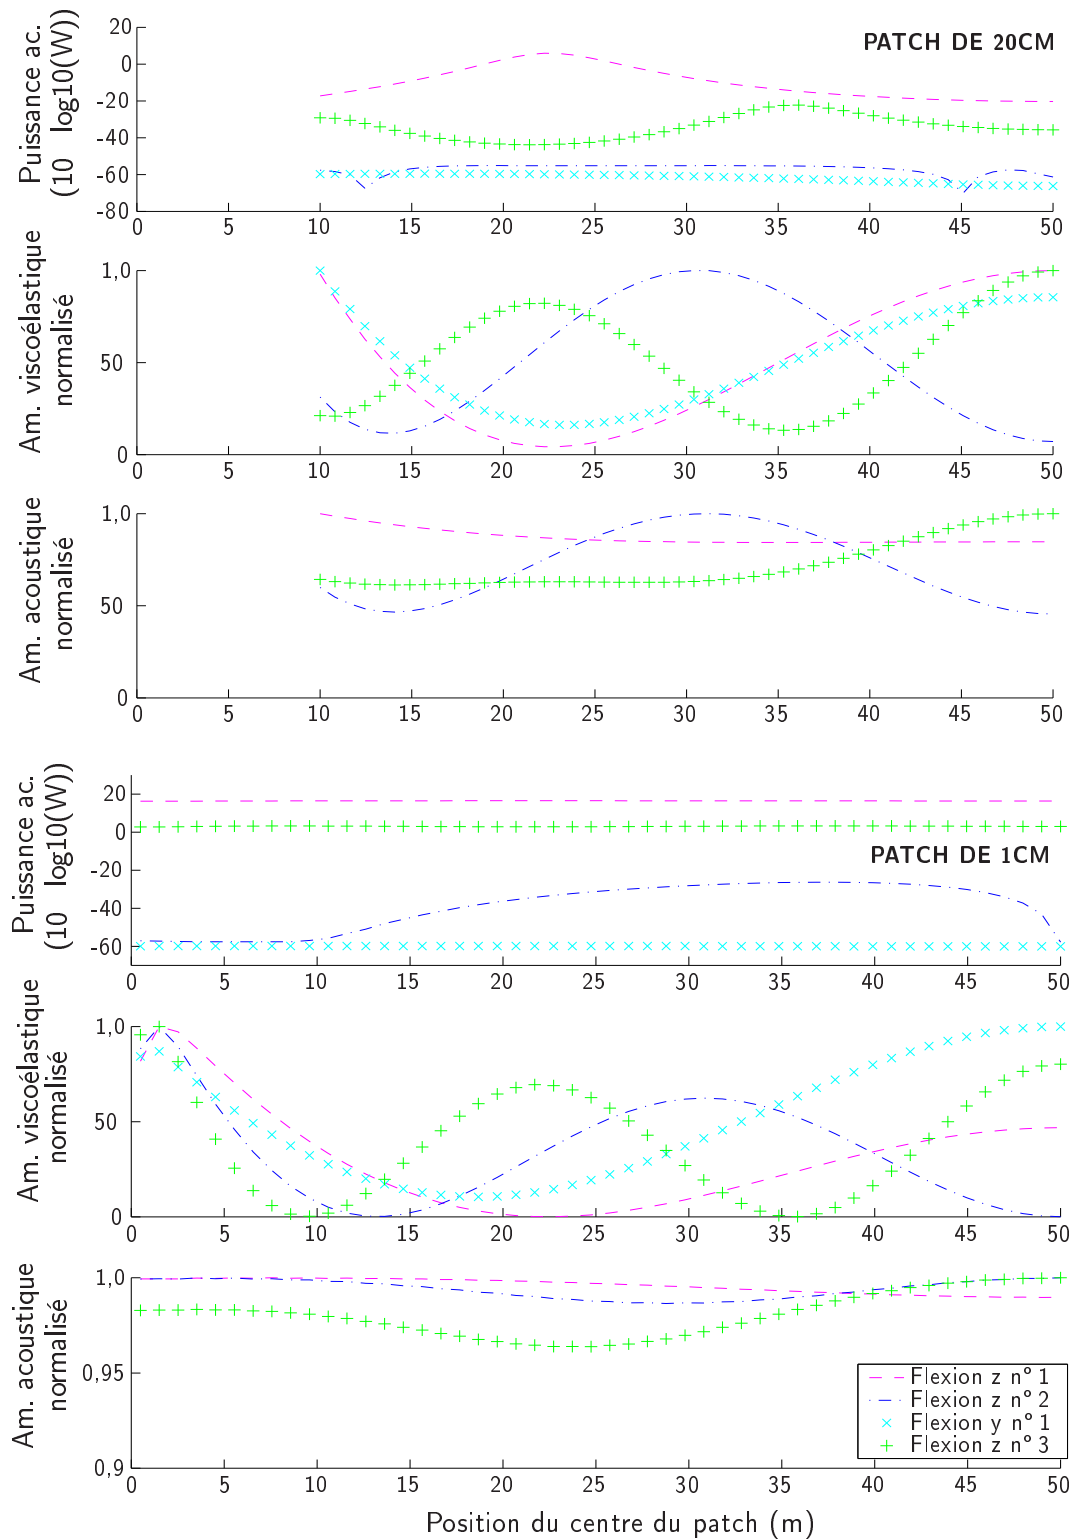 PATCH DE 20CM
Puissance ac.
(10 log10(W))
20
0
-20
-40
-60
-80
0 5 10 15 20 25 30 35 40 45 50
Am. viscoélastique
normalisé
1,0
50
0
0 5 10 15 20 25 30 35 40 45 50
Am. acoustique
normalisé
1,0
50
0
0 5 10 15 20 25 30 35 40 45 50
PATCH DE 1CM
Puissance ac.
(10 log10(W))
20
0
-20
-40
-60
0 5 10 15 20 25 30 35 40 45 50
Am. viscoélastique
normalisé
1,0
50
0
0 5 10 15 20 25 30 35 40 45 50
Am. acoustique
normalisé
1,0
0,95
0,9
0 5 10 15 20 25 30 35 40 45 50
Flexion z n° 1
Flexion z n° 2
Flexion y n° 1
Flexion z n° 3
Position du centre du patch (m)